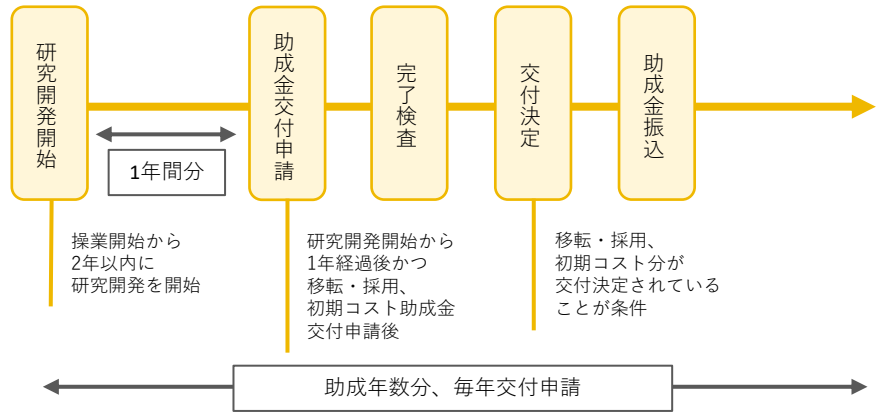 研究開発開始
助成金交付申請
完了検査
交付決定
助成金振込
1年間分
操業開始から
2年以内に
研究開発を開始
研究開発開始から
1年経過後かつ
移転・採用、
初期コスト助成金
交付申請後
移転・採用、
初期コスト分が
交付決定されている
ことが条件
助成年数分、毎年交付申請